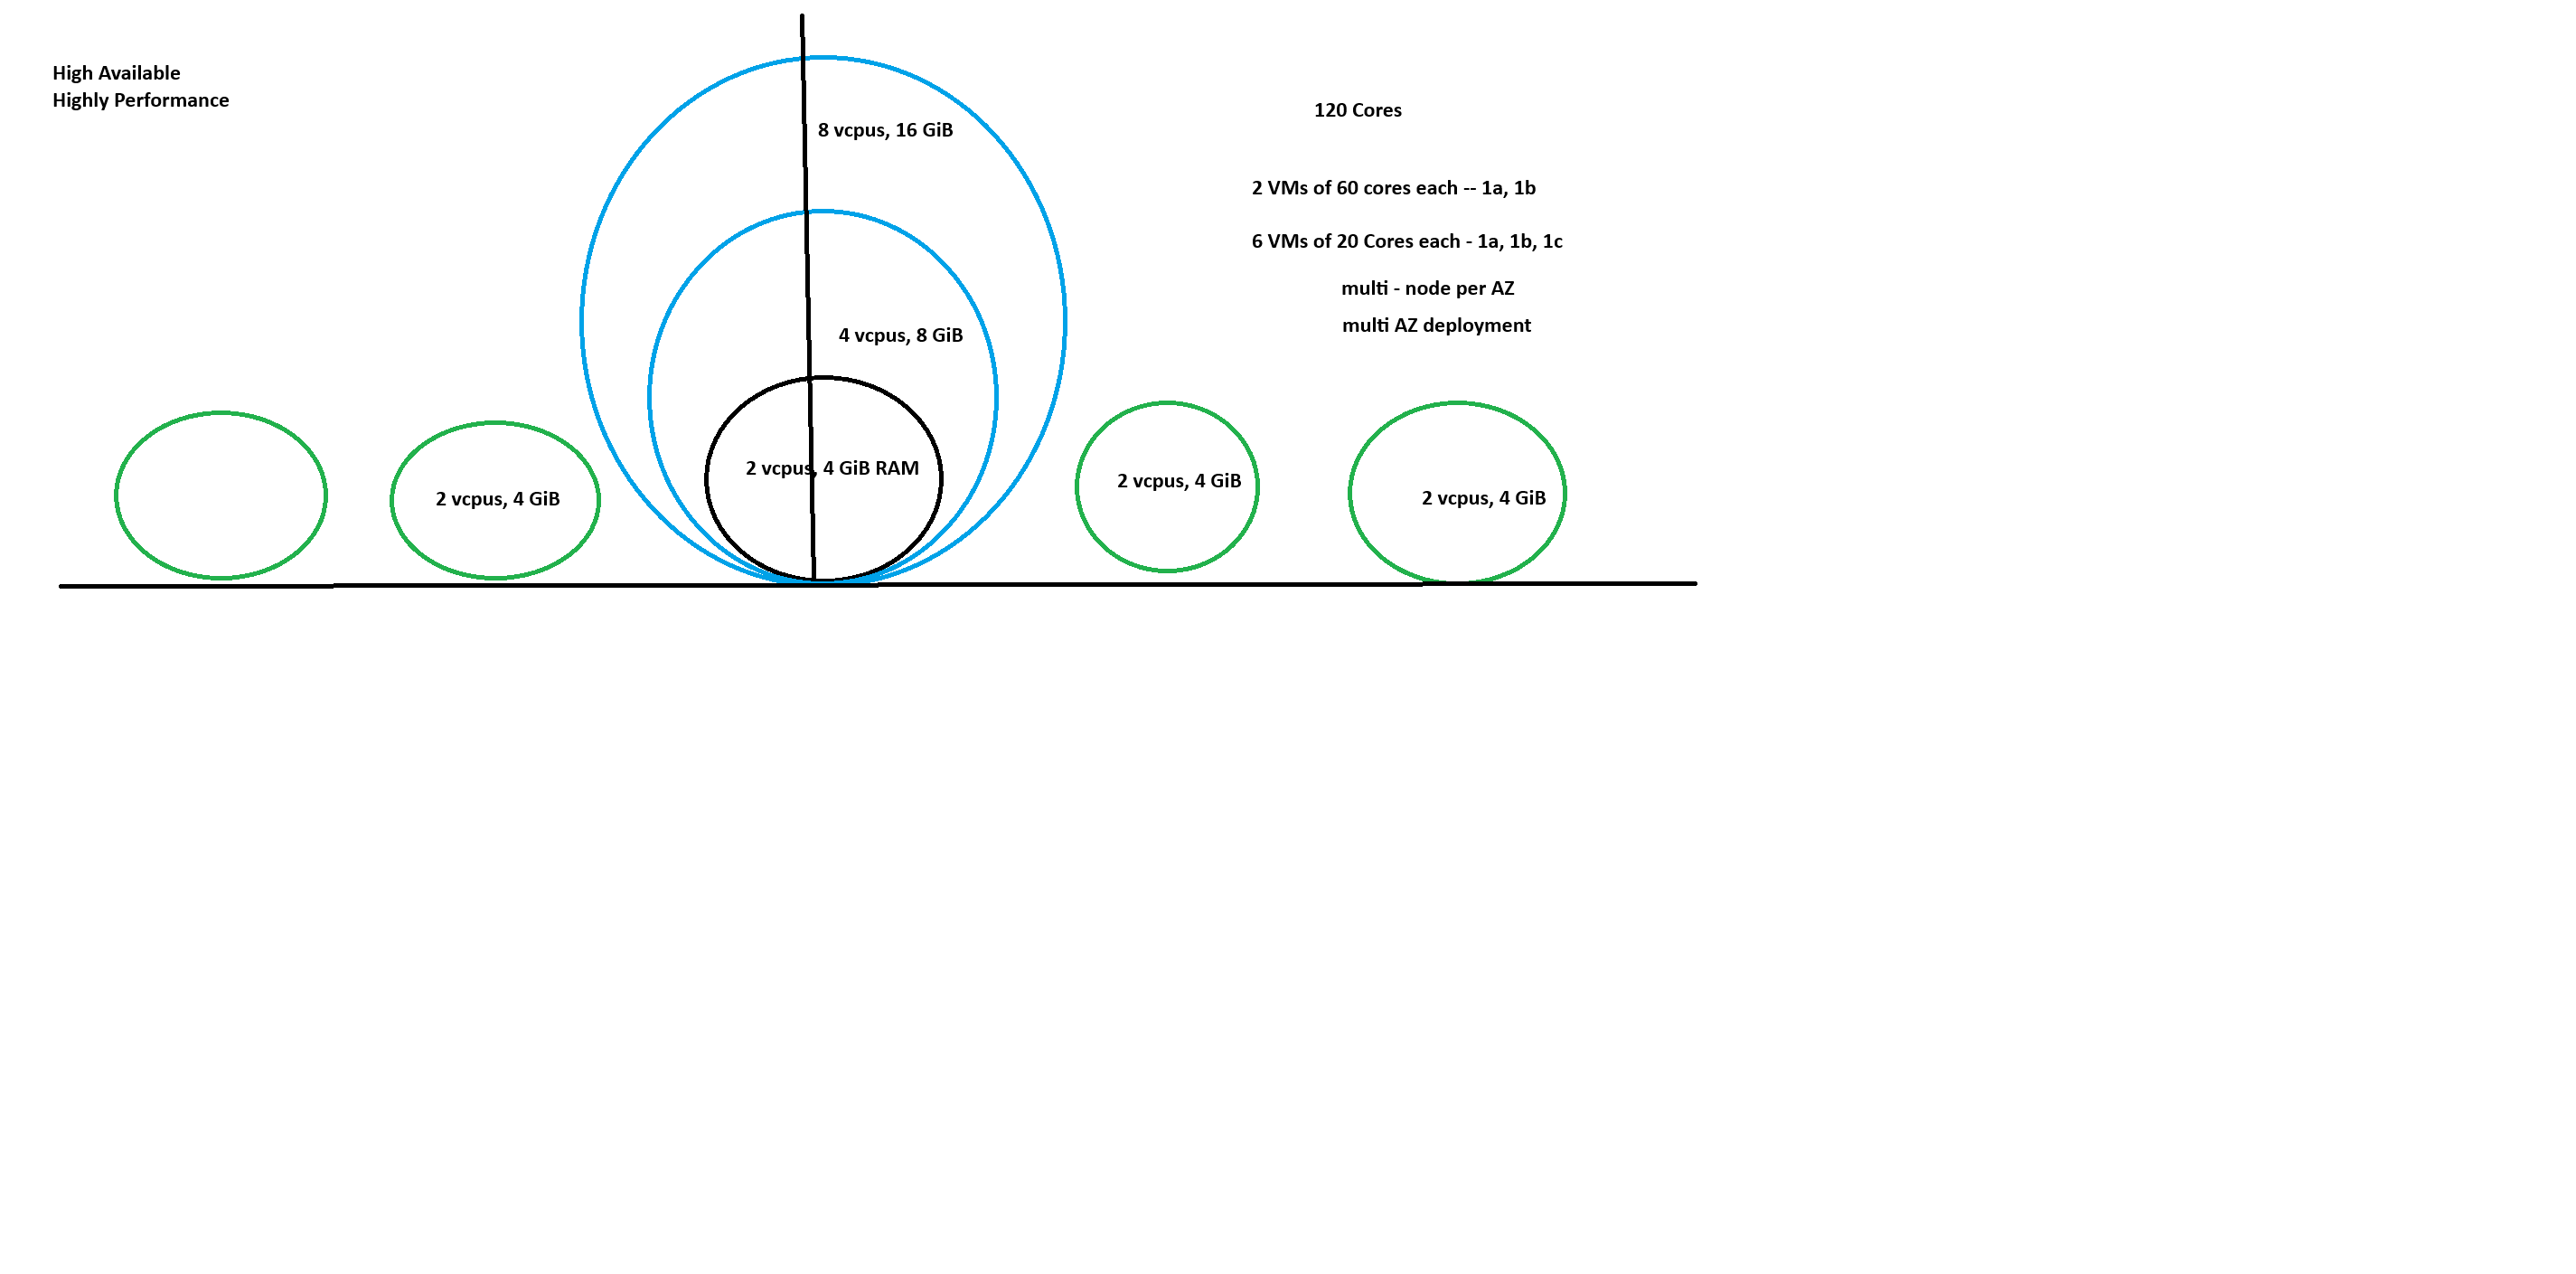 High Available
Highly Performance
120 Cores
8 vcpus, 16 GiB
2 VMs of 60 cores each -- 1a, 1b
6 VMs of 20 Cores each - 1a, 1b, 1c
multi - node per AZ
multi AZ deployment
4 vcpus, 8 GiB
2 vcpus, 4 GiB RAM
2 vcpus, 4 GiB
2 vcpus, 4 GiB
2 vcpus, 4 GiB